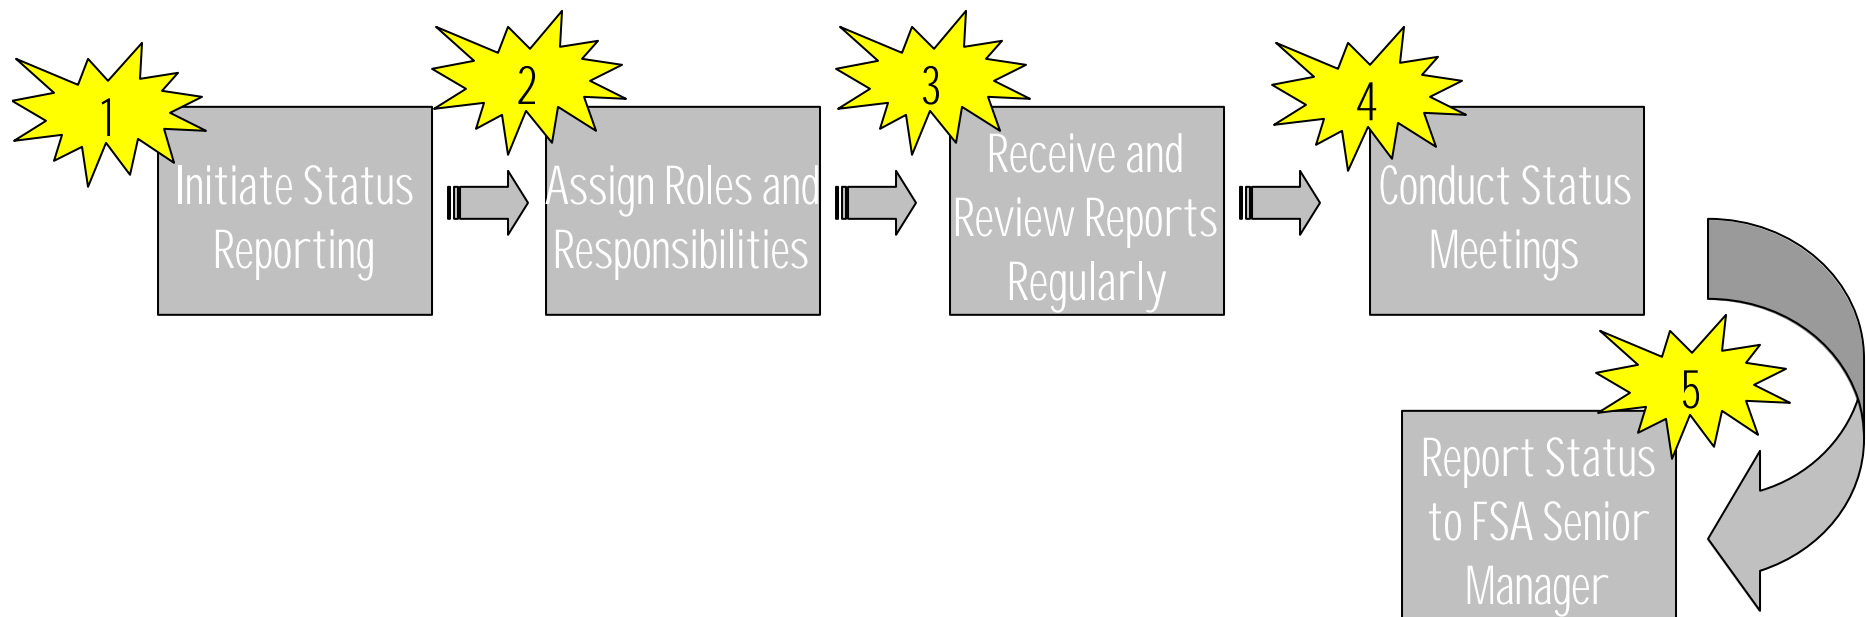 1
Initiate Status
Reporting
2
Assign Roles and
Responsibilities
3
Receive and
Review Reports
Regularly
4
Conduct Status
Meetings
5
Report Status
to FSA Senior
Manager